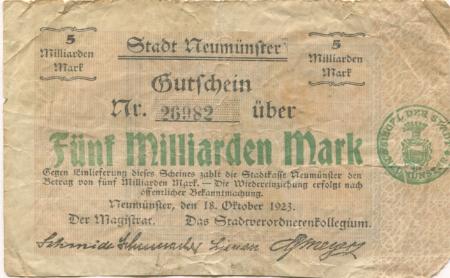 5
Milliarden
Mark
Stadt Neumünster
5
Milliarden
Mark
Gutschein
Nr. 26982 über
Fünf Milliarden Mark
Gegen Einlieferung dieses Scheines zahlt die Stadtkasse Neumünster den
Betrag von fünf Milliarden Mark. — Die Wiedereinziehung erfolgt nach
öffentlicher Bekanntmachung.
Neumünster, den 18. Oktober 1923.
Der Magistrat. Das Stadtverordnetenkollegium.
Schmidt Schumacher